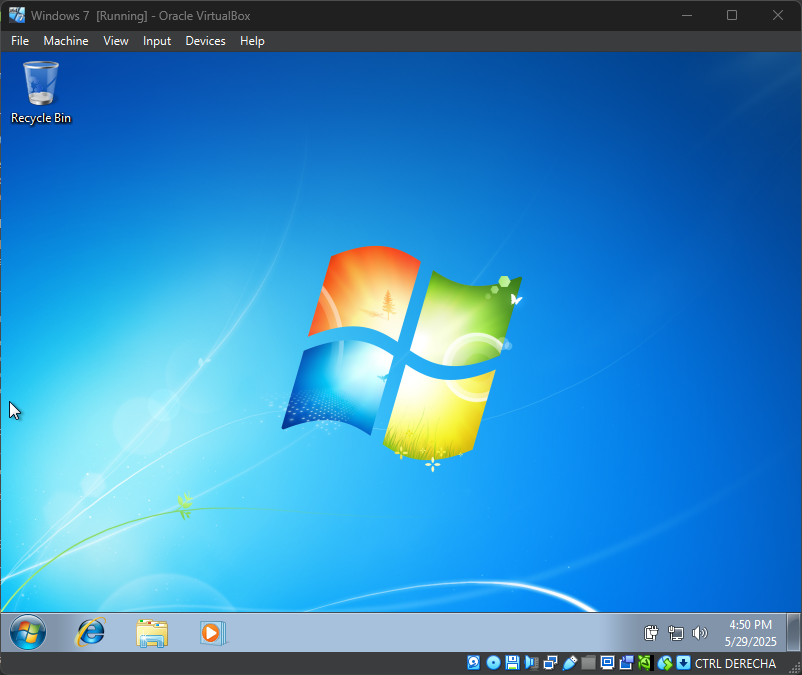 Windows 7 [Running] - Oracle VirtualBox
File Machine View Input Devices Help
Recycle Bin
4:50 PM
5/29/2025
CTRL DERECHA